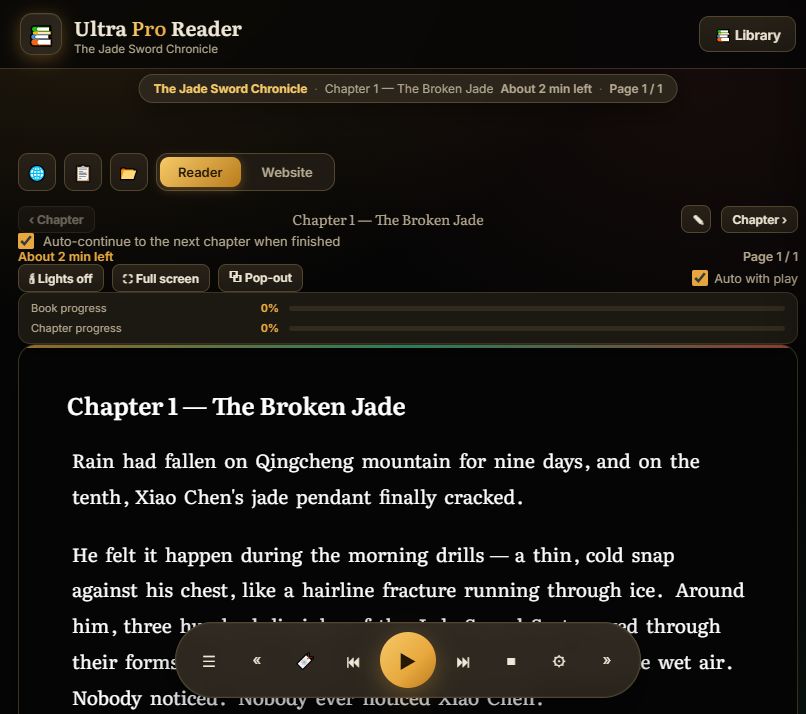 Ultra Pro Reader
The Jade Sword Chronicle
Library
The Jade Sword Chronicle · Chapter 1 — The Broken Jade About 2 min left · Page 1 / 1
Reader Website
‹ Chapter
Chapter 1 — The Broken Jade
Chapter ›
Auto-continue to the next chapter when finished
About 2 min left
Page 1 / 1
Lights off Full screen Pop-out
Auto with play
Book progress 0%
Chapter progress 0%
Chapter 1 — The Broken Jade
Rain had fallen on Qingcheng mountain for nine days, and on the
tenth, Xiao Chen's jade pendant finally cracked.
He felt it happen during the morning drills — a thin, cold snap
against his chest, like a hairline fracture running through ice. Around
him, three through
their forms wet air.
Nobody noticed. Nobody ever noticed Xiao Chen.